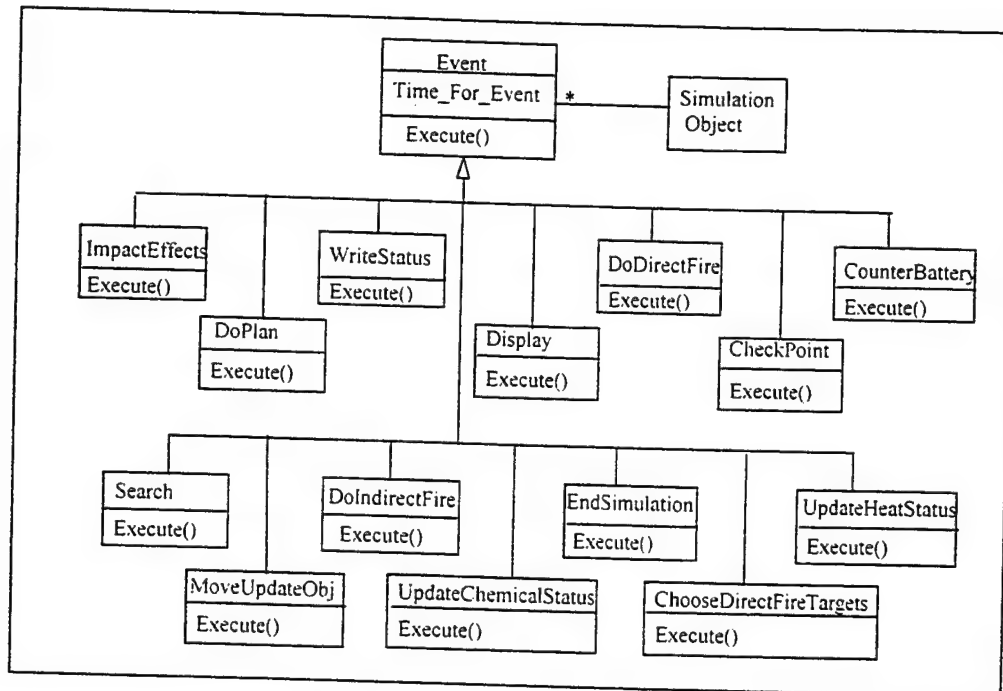 Event
Time_For_Event
*
Execute()
Simulation
Object
ImpactEffects
Execute()
DoPlan
Execute()
WriteStatus
Execute()
Display
Execute()
DoDirectFire
Execute()
CheckPoint
Execute()
CounterBattery
Execute()
Search
Execute()
MoveUpdateObj
Execute()
DoIndirectFire
Execute()
UpdateChemicalStatus
Execute()
EndSimulation
Execute()
ChooseDirectFireTargets
Execute()
UpdateHeatStatus
Execute()